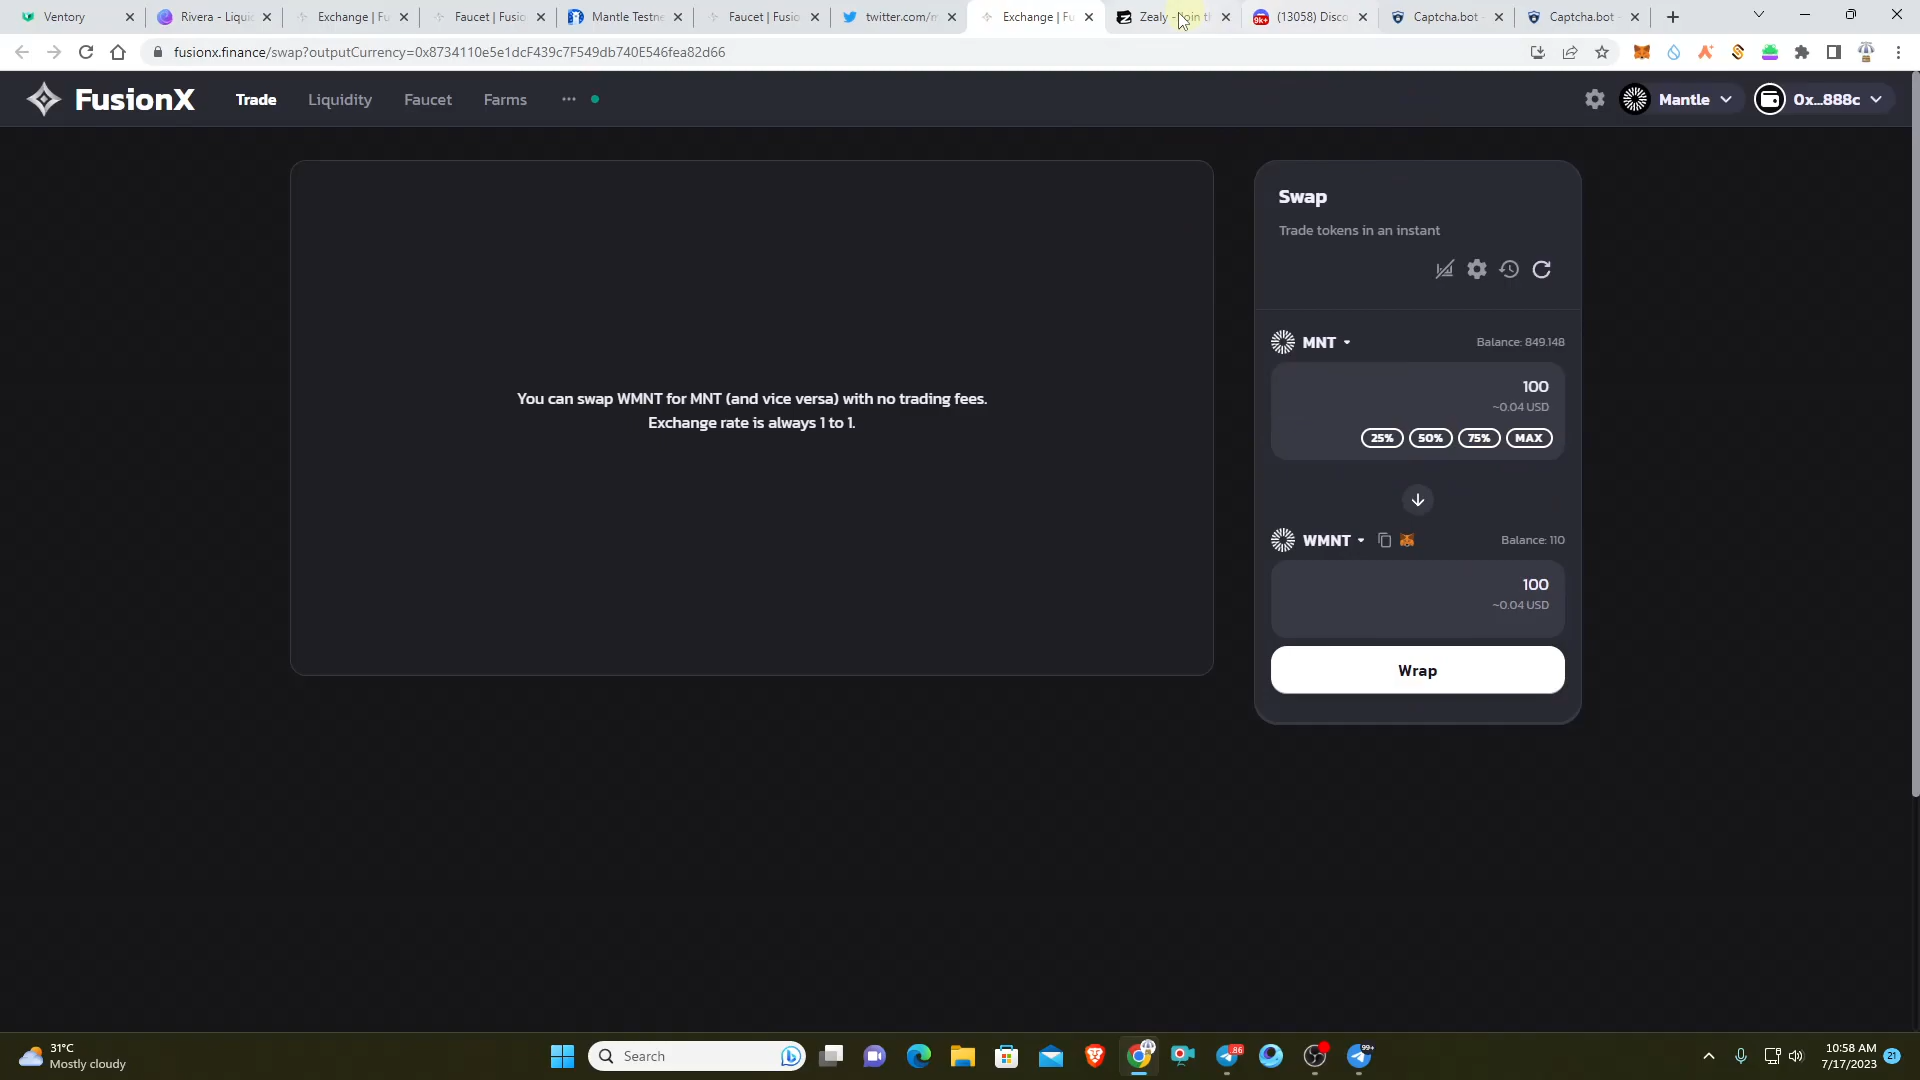 Ventory
Rivera - Liqui
Exchange | Fu
Faucet | Fusio
Mantle Testne
Faucet | Fusio
twitter.com/m
Exchange | Fu
Zealy - Join t
(13058) Disco
Captcha.bot
Captcha.bot
fusionx.finance/swap?outputCurrency=0x8734110e5e1dcF439c7F549db740E546fea82d66
FusionX
Trade
Liquidity
Faucet
Farms
Mantle
0x...888c
Swap
Trade tokens in an instant
MNT
Balance: 849.148
100
~0.04 USD
25%
50%
75%
MAX
You can swap WMNT for MNT (and vice versa) with no trading fees.
Exchange rate is always 1 to 1.
WMNT
Balance: 110
100
~0.04 USD
Wrap
31°C
Mostly cloudy
Search
86
99+
10:58 AM
7/17/2023
21